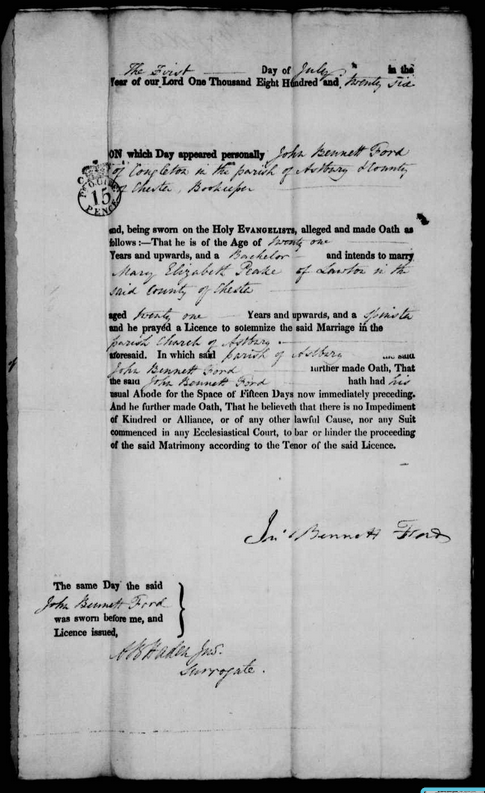 The First Day of July in the
Year of our Lord One Thousand Eight Hundred and twenty Six
ON which Day appeared personally John Bennett Ford
of Congleton in the parish of Astbury & County
of Chester, Bookeeper
15
PENCE
and, being sworn on the Holy EVANGELISTS, alleged and made Oath as
follows:—That he is of the Age of twenty one
Years and upwards, and a Bachelor and intends to marry
Mary Elizabeth Peake of Lawton in the
said County of Chester
aged twenty one Years and upwards, and a Spinster
and he prayed a Licence to solemnize the said Marriage in the
parish Church of Astbury
aforesaid. In which said parish of Astbury the said
John Bennett Ford further made Oath, That
the said John Bennett Ford hath had his
usual Abode for the Space of Fifteen Days now immediately preceding.
And he further made Oath, That he believeth that there is no Impediment
of Kindred or Alliance, or of any other lawful Cause, nor any Suit
commenced in any Ecclesiastical Court, to bar or hinder the proceeding
of the said Matrimony according to the Tenor of the said Licence.
Jno Bennett Ford
The same Day the said
John Bennett Ford
was sworn before me, and
Licence issued,
Haden Jnr.
Surrogate.